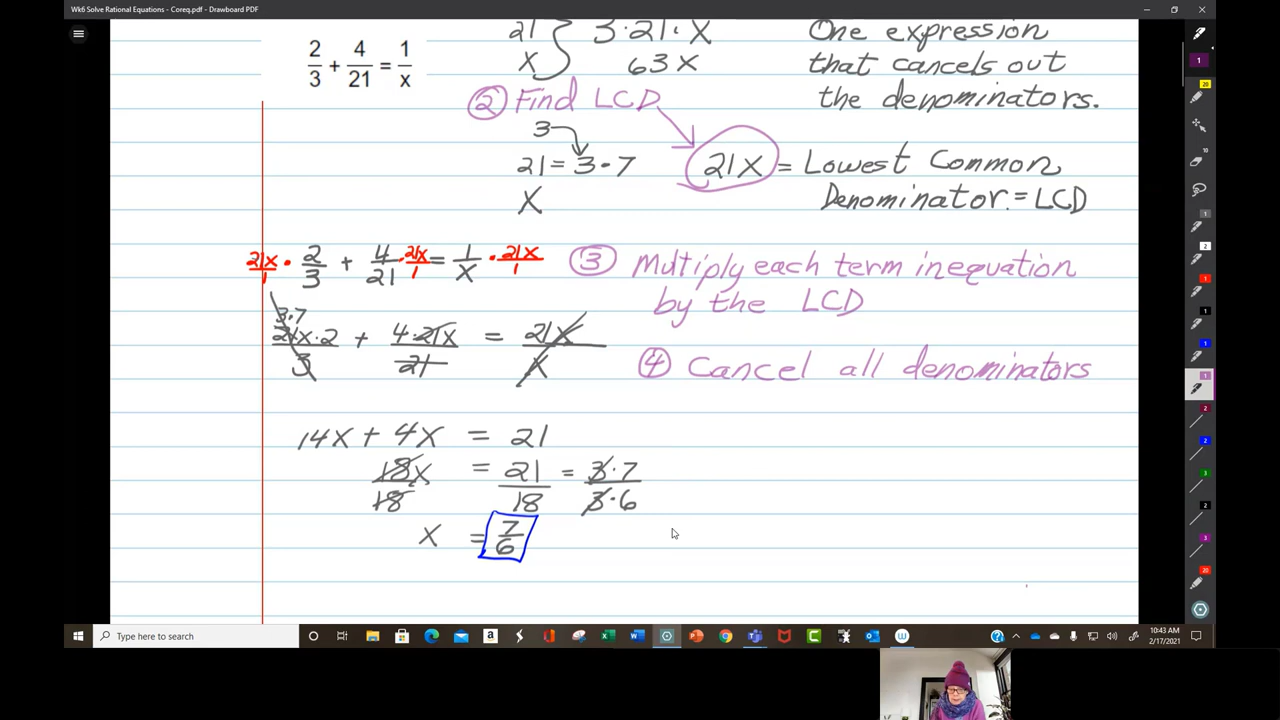 Wk6 Solve Rational Equations - Coreq.pdf - Drawboard PDF
2/3 + 4/21 = 1/x
21
x } 3·21·x
63x
One expression
that cancels out
the denominators.
② Find LCD
3
21 = 3·7
x
21x = Lowest Common
Denominator. = LCD
21x/1 · 2/3 + 4/21 · 21x/1 = 1/x · 21x/1
③ Multiply each term in equation
by the LCD
3·7
21x·2/3 + 4·21x/21 = 21x/x
④ Cancel all denominators
14x + 4x = 21
18x/18 = 21/18 = 3·7/3·6
x = 7/6
Type here to search
10:43 AM
2/17/2021